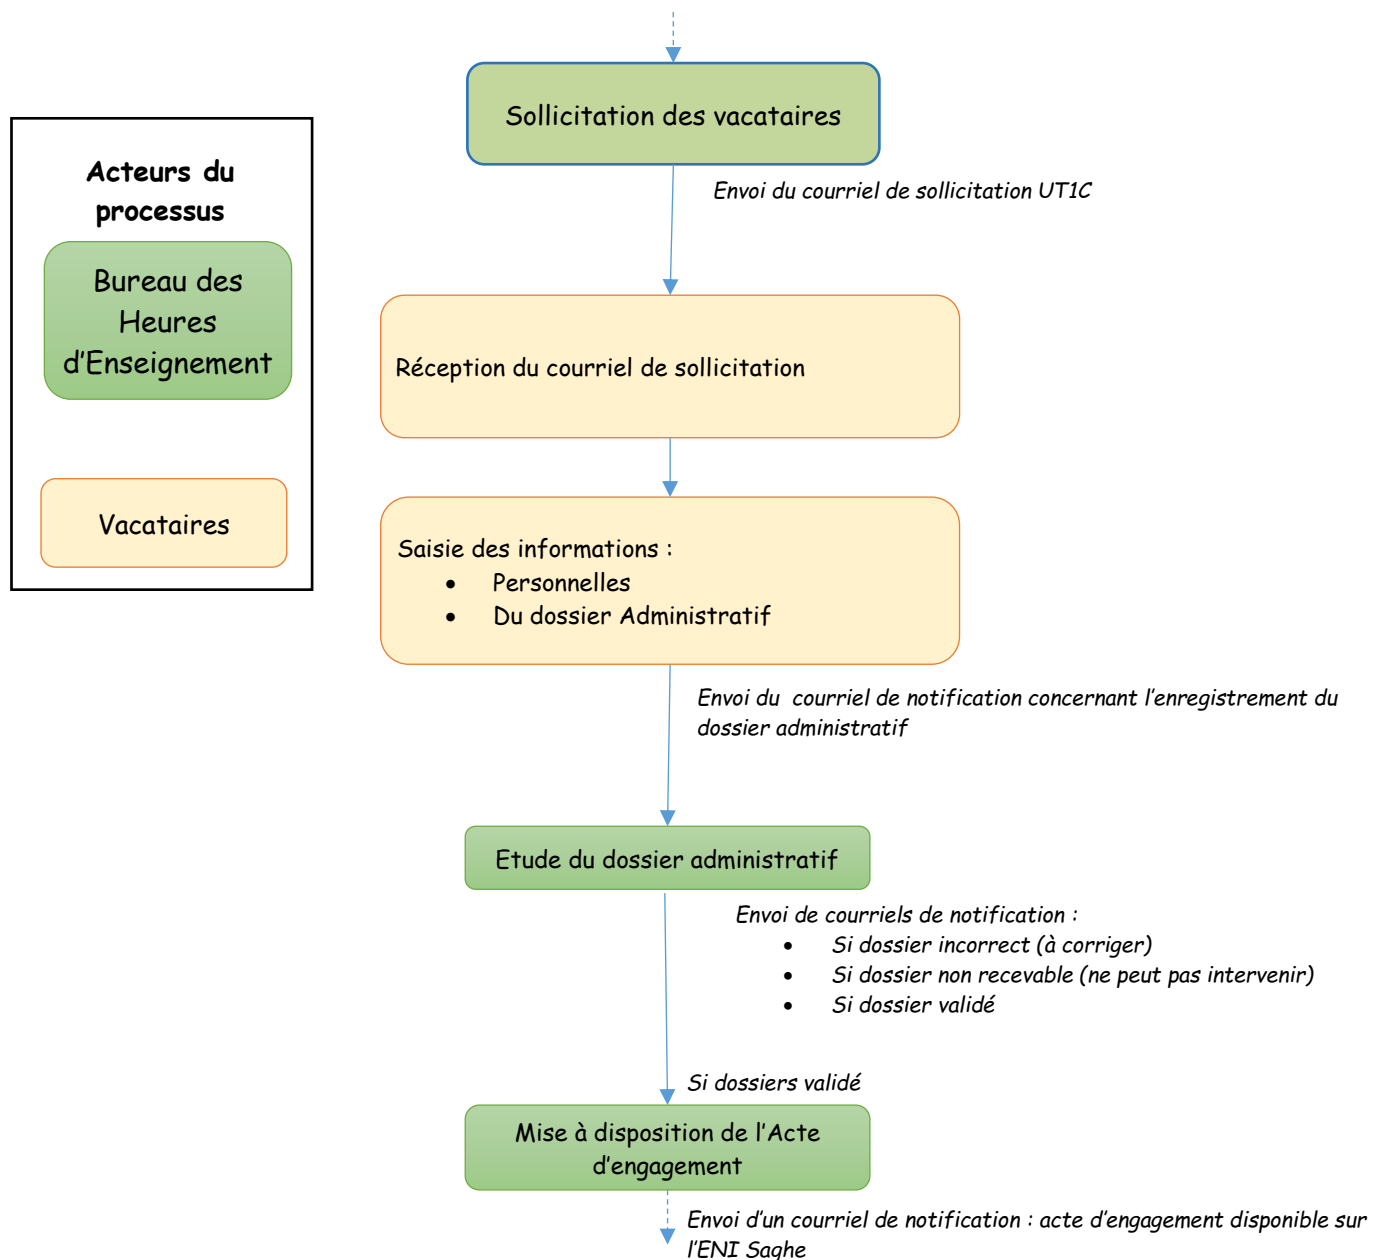 Sollicitation des vacataires
Envoi du courriel de sollicitation UT1C
Acteurs du
processus
Bureau des
Heures
d'Enseignement
Vacataires
Réception du courriel de sollicitation
Saisie des informations :
• Personnelles
• Du dossier Administratif
Envoi du courriel de notification concernant l'enregistrement du
dossier administratif
Etude du dossier administratif
Envoi de courriels de notification :
• Si dossier incorrect (à corriger)
• Si dossier non recevable (ne peut pas intervenir)
• Si dossier validé
Si dossiers validé
Mise à disposition de l'Acte
d'engagement
Envoi d'un courriel de notification : acte d'engagement disponible sur
l'ENI Saghe